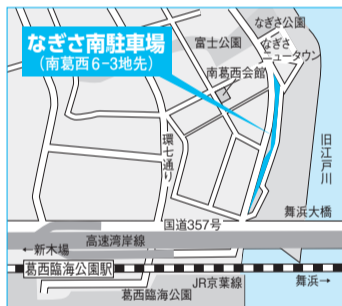 なぎさ公園
富士公園
なぎさ
ニュータウン
なぎさ南駐車場
(南葛西6-3地先)
南葛西会館
環七通り
旧江戸川
舞浜大橋
国道357号
高速湾岸線
←新木場
葛西臨海公園駅
JR京葉線
舞浜→
葛西臨海公園